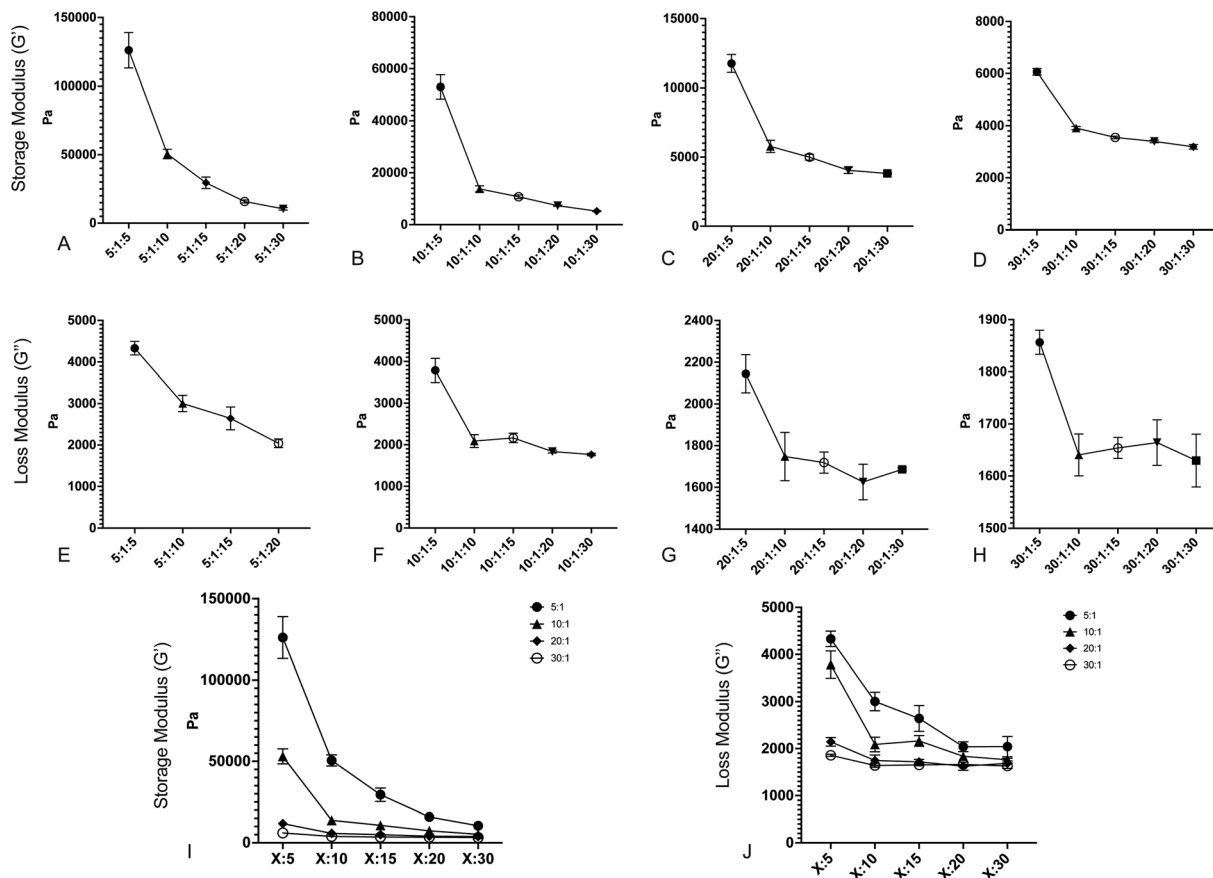 Storage Modulus (G')
Pa
150000
100000
50000
0
5:1:5
5:1:10
5:1:15
5:1:20
5:1:30
A
Pa
80000
60000
40000
20000
0
10:1:5
10:1:10
10:1:15
10:1:20
10:1:30
B
Pa
15000
10000
5000
0
20:1:5
20:1:10
20:1:15
20:1:20
20:1:30
C
Pa
8000
6000
4000
2000
0
30:1:5
30:1:10
30:1:15
30:1:20
30:1:30
D
Loss Modulus (G'')
Pa
5000
4000
3000
2000
1000
0
5:1:5
5:1:10
5:1:15
5:1:20
E
Pa
5000
4000
3000
2000
1000
0
10:1:5
10:1:10
10:1:15
10:1:20
10:1:30
F
Pa
2400
2200
2000
1800
1600
1400
20:1:5
20:1:10
20:1:15
20:1:20
20:1:30
G
Pa
1900
1800
1700
1600
1500
30:1:5
30:1:10
30:1:15
30:1:20
30:1:30
H
Storage Modulus (G')
Pa
150000
100000
50000
0
X:5
X:10
X:15
X:20
X:30
5:1
10:1
20:1
30:1
I
Loss Modulus (G'')
5000
4000
3000
2000
1000
0
X:5
X:10
X:15
X:20
X:30
5:1
10:1
20:1
30:1
J